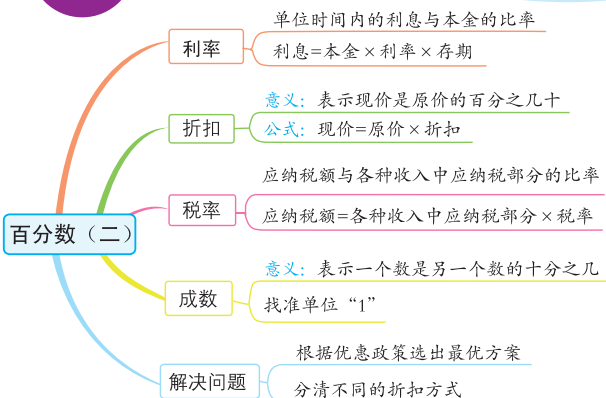 百分数（二）
利率
单位时间内的利息与本金的比率
利息=本金×利率×存期
折扣
意义：表示现价是原价的百分之几十
公式：现价=原价×折扣
税率
应纳税额与各种收入中应纳税部分的比率
应纳税额=各种收入中应纳税部分×税率
成数
意义：表示一个数是另一个数的十分之几
找准单位“1”
解决问题
根据优惠政策选出最优方案
分清不同的折扣方式